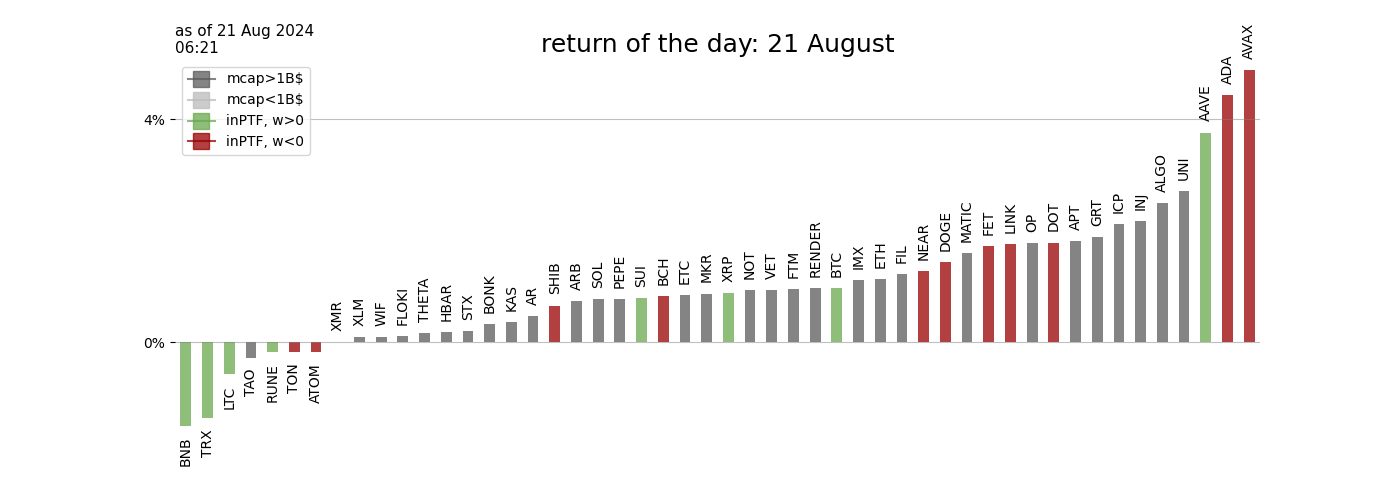 as of 21 Aug 2024
06:21
return of the day: 21 August
mcap>1B$
mcap<1B$
inPTF, w>0
inPTF, w<0
4%
0%
BNB
TRX
LTC
TAO
RUNE
TON
ATOM
XMR
XLM
WIF
FLOKI
THETA
HBAR
STX
BONK
KAS
AR
SHIB
ARB
SOL
PEPE
SUI
BCH
ETC
MKR
XRP
NOT
VET
FTM
RENDER
BTC
IMX
ETH
FIL
NEAR
DOGE
MATIC
FET
LINK
OP
DOT
APT
GRT
ICP
INJ
ALGO
UNI
AAVE
ADA
AVAX